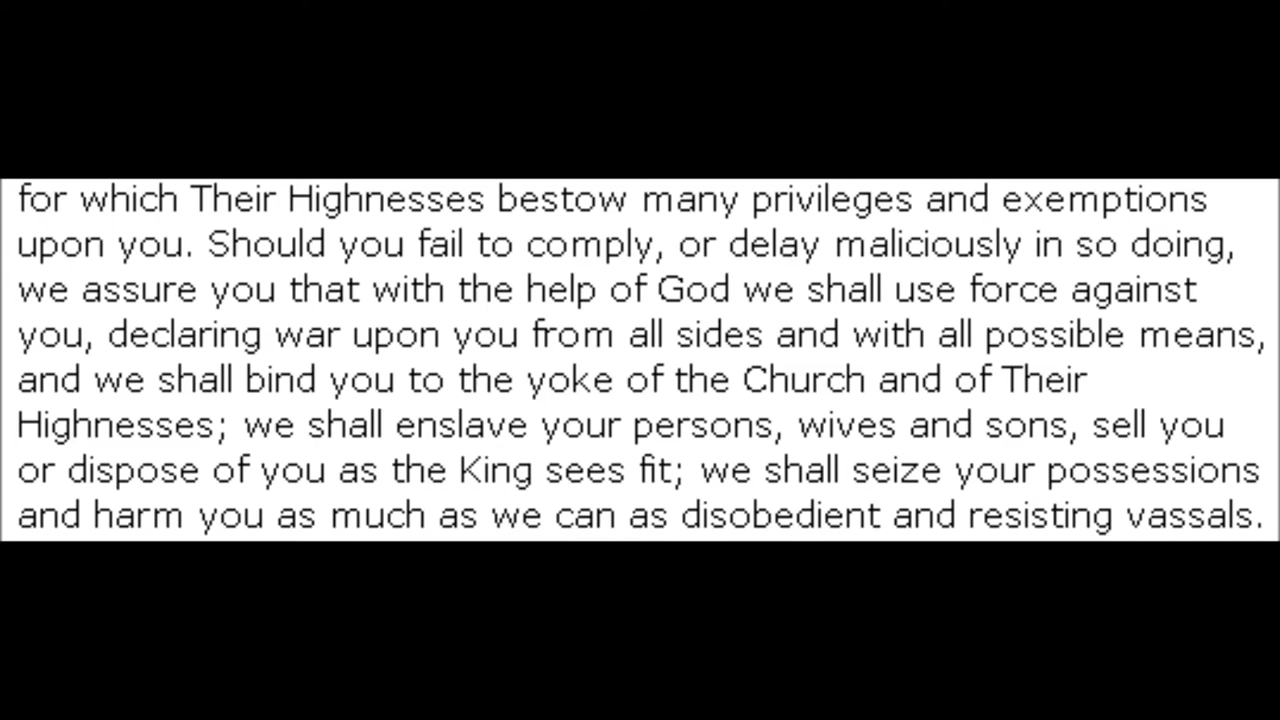 for which Their Highnesses bestow many privileges and exemptions
upon you. Should you fail to comply, or delay maliciously in so doing,
we assure you that with the help of God we shall use force against
you, declaring war upon you from all sides and with all possible means,
and we shall bind you to the yoke of the Church and of Their
Highnesses; we shall enslave your persons, wives and sons, sell you
or dispose of you as the King sees fit; we shall seize your possessions
and harm you as much as we can as disobedient and resisting vassals.